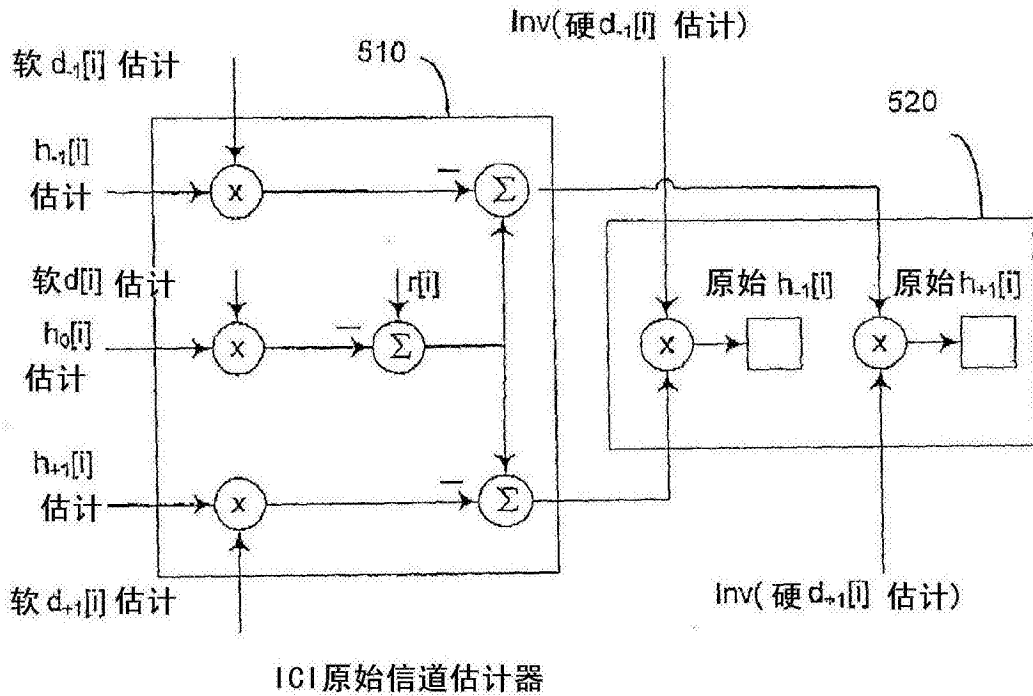 Inv(硬d-1[i] 估计)
软 d-1[i] 估计
510
520
h-1[i]
估计
x
Σ
软d[i] 估计
r[i]
原始 h-1[i]
原始 h+1[i]
h0[i]
估计
x
Σ
x
x
h+1[i]
估计
x
Σ
软 d+1[i] 估计
Inv(硬d+1[i] 估计)
ICI原始信道估计器